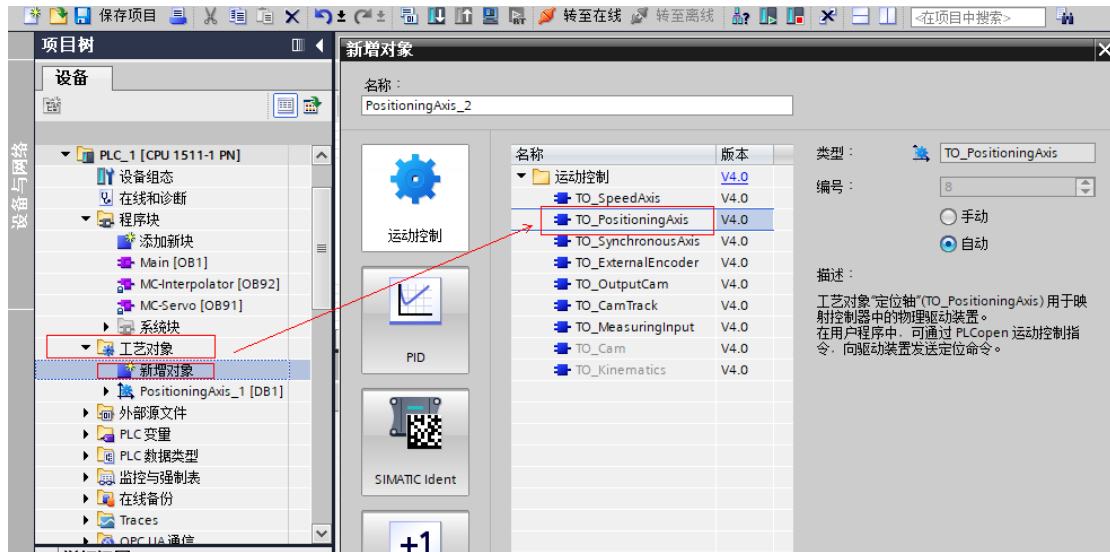 保存项目
转至在线
转至离线
<在项目中搜索>
项目树
设备
设备与网络
PLC_1 [CPU 1511-1 PN]
设备组态
在线和诊断
程序块
添加新块
Main [OB1]
MC-Interpolator [OB92]
MC-Servo [OB91]
系统块
工艺对象
新增对象
PositioningAxis_1 [DB1]
外部源文件
PLC 变量
PLC 数据类型
监控与强制表
在线备份
Traces
OPC UA 通信
新增对象
名称：
PositioningAxis_2
运动控制
PID
SIMATIC Ident
+1
名称 版本
运动控制 V4.0
TO_SpeedAxis V4.0
TO_PositioningAxis V4.0
TO_SynchronousAxis V4.0
TO_ExternalEncoder V4.0
TO_OutputCam V4.0
TO_CamTrack V4.0
TO_MeasuringInput V4.0
TO_Cam V4.0
TO_Kinematics V4.0
类型： TO_PositioningAxis
编号： 8
手动
自动
描述：
工艺对象“定位轴”(TO_PositioningAxis) 用于映
射控制器中的物理驱动装置。
在用户程序中，可通过 PLCopen 运动控制指
令，向驱动装置发送定位命令。